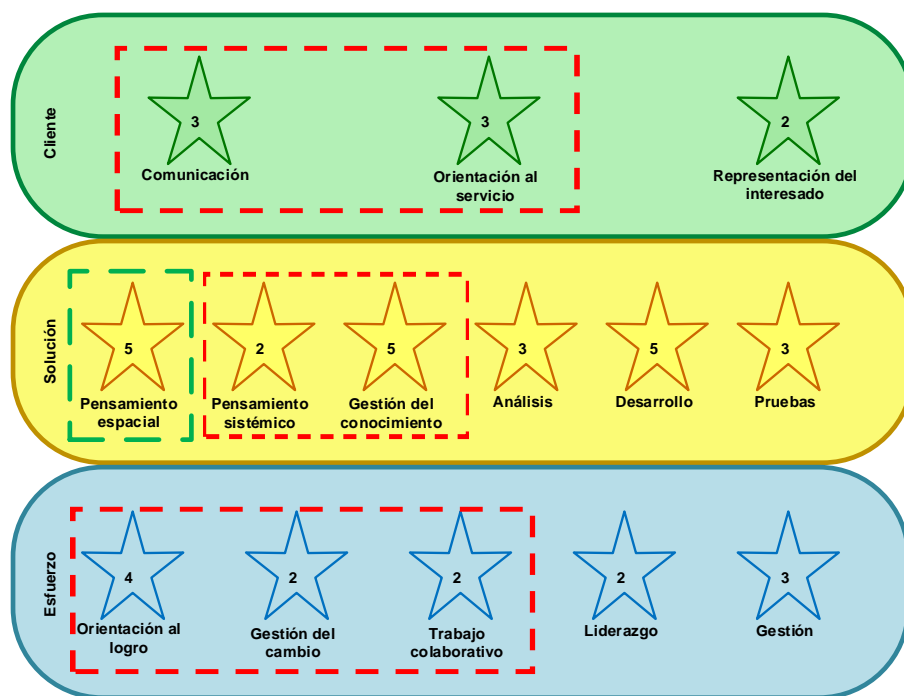 Cliente
3
3
2
Comunicación
Orientación al
servicio
Representación del
interesado
Solución
5
2
5
3
5
3
Pensamiento
espacial
Pensamiento
sistémico
Gestión del
conocimiento
Análisis
Desarrollo
Pruebas
Esfuerzo
4
2
2
2
3
Orientación al
logro
Gestión del
cambio
Trabajo
colaborativo
Liderazgo
Gestión